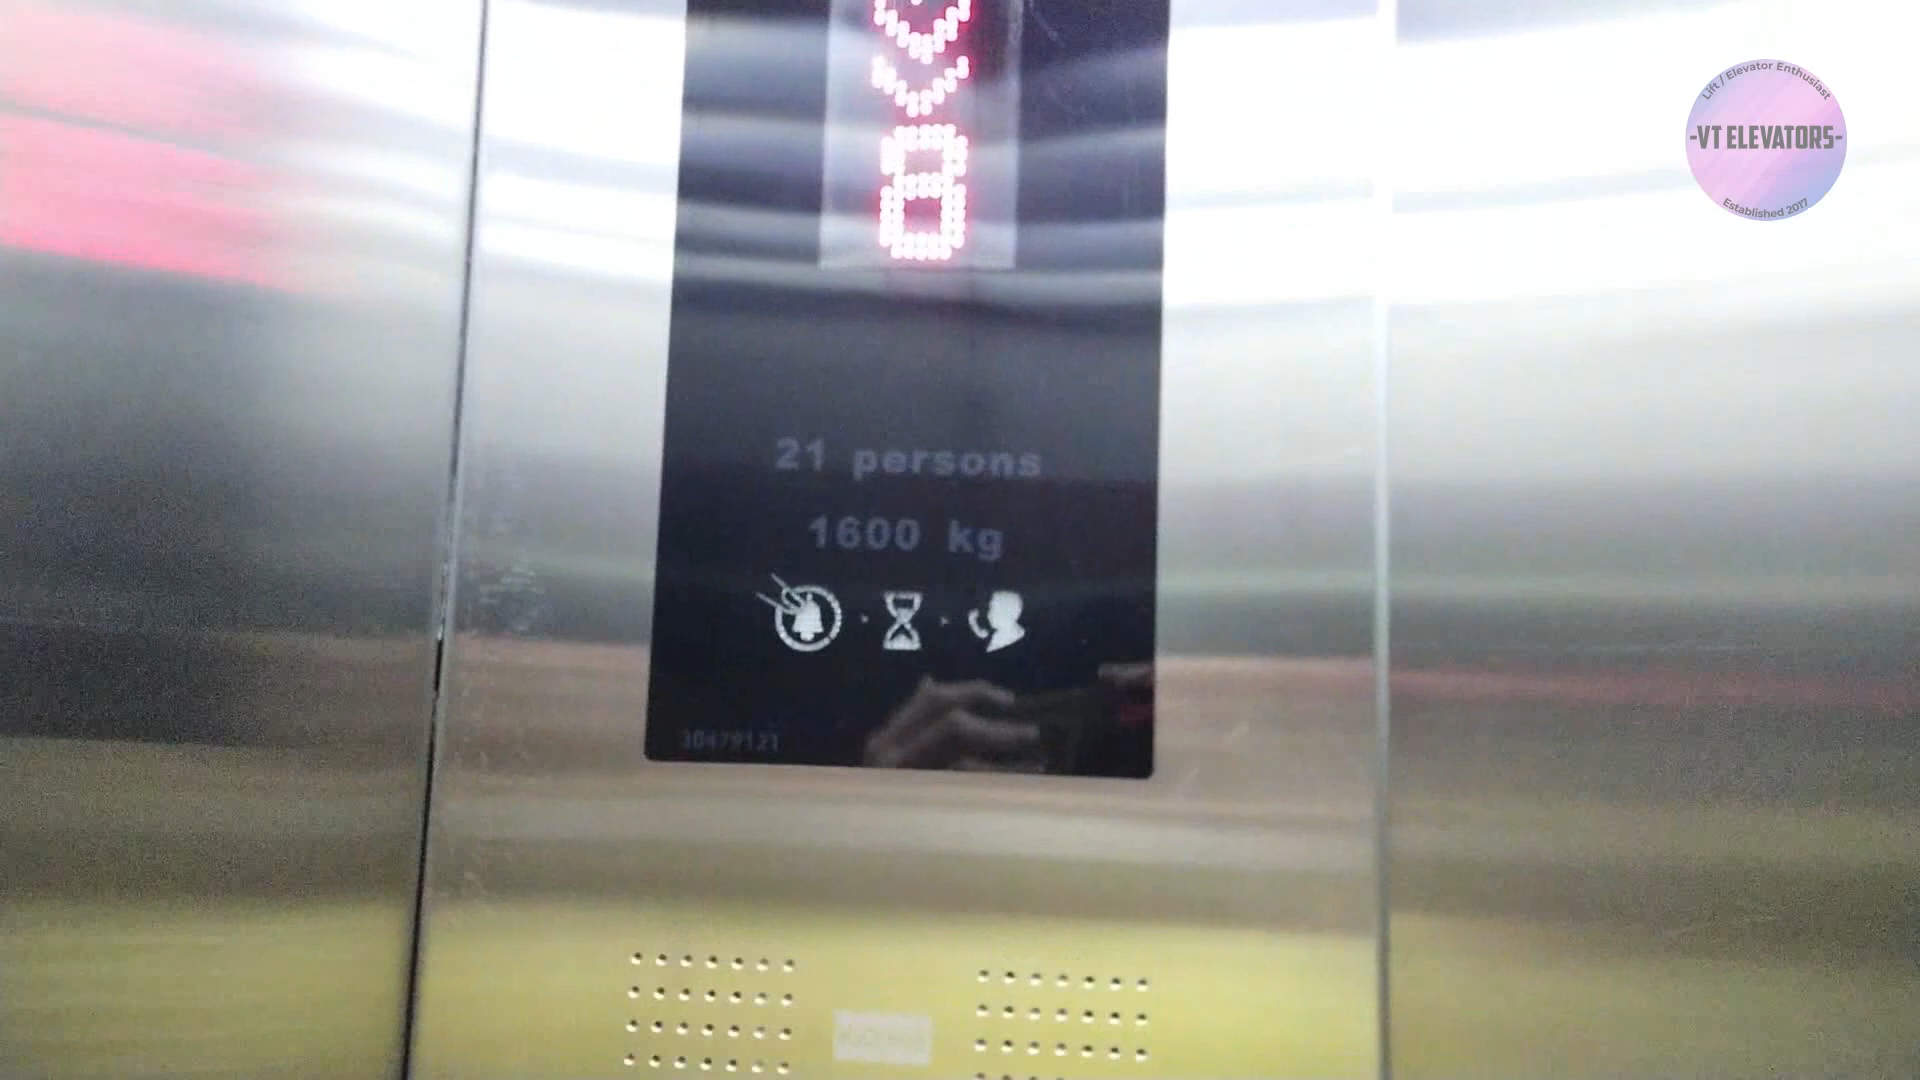 Lift / Elevator Enthusiast
-VT ELEVATORS-
Established 2017
8
21 persons
1600 kg
30479121